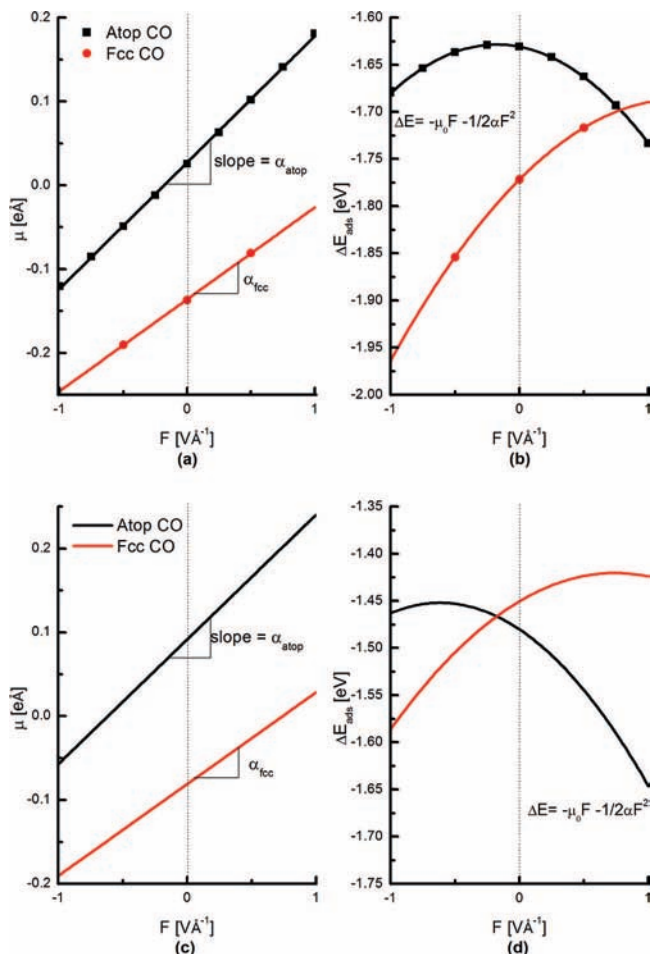 Atop CO
Fcc CO
μ [eÅ]
0.2
0.1
0.0
-0.1
-0.2
slope = α_atop
α_fcc
-1
0
1
F [VÅ⁻¹]
(a)
ΔE_ads [eV]
-1.60
-1.65
-1.70
-1.75
-1.80
-1.85
-1.90
-1.95
-2.00
ΔE= -μ₀F -1/2αF²
-1
0
1
F [VÅ⁻¹]
(b)
Atop CO
Fcc CO
μ [eÅ]
0.2
0.1
0.0
-0.1
-0.2
slope = α_atop
α_fcc
-1
0
1
F [VÅ⁻¹]
(c)
ΔE_ads [eV]
-1.35
-1.40
-1.45
-1.50
-1.55
-1.60
-1.65
-1.70
-1.75
ΔE= -μ₀F -1/2αF²
-1
0
1
F [VÅ⁻¹]
(d)